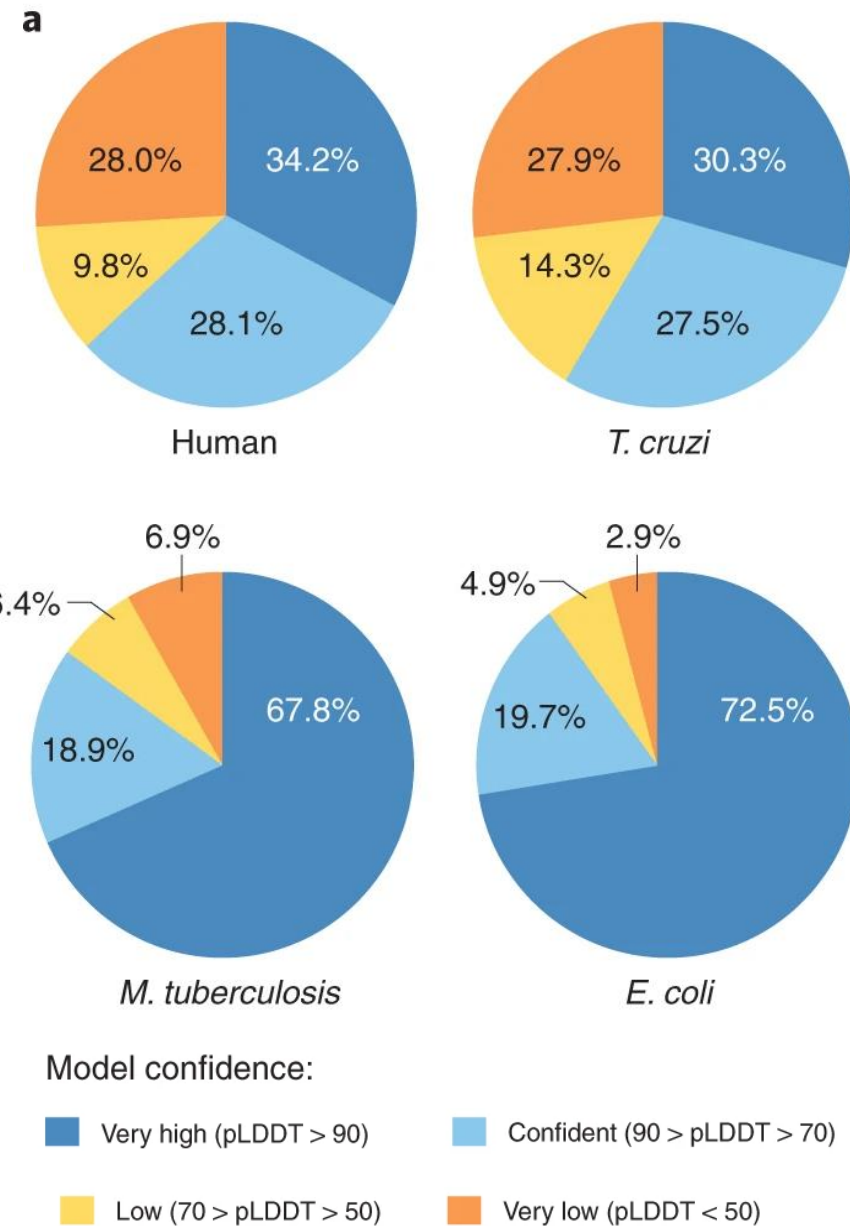 a
28.0%
34.2%
9.8%
28.1%
Human
27.9%
30.3%
14.3%
27.5%
T. cruzi
6.9%
.4%
18.9%
67.8%
M. tuberculosis
2.9%
4.9%
19.7%
72.5%
E. coli
Model confidence:
Very high (pLDDT > 90)
Confident (90 > pLDDT > 70)
Low (70 > pLDDT > 50)
Very low (pLDDT < 50)